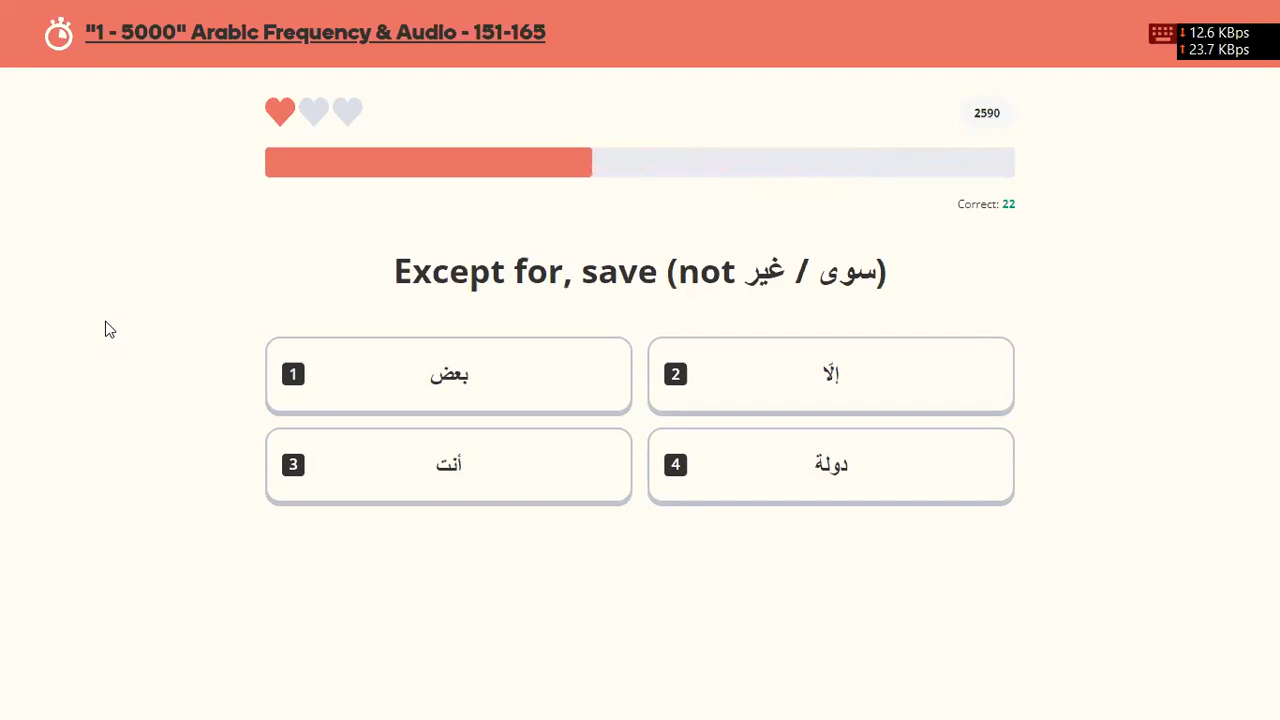 "1 - 5000" Arabic Frequency & Audio - 151-165
↓ 12.6 KBps
↑ 23.7 KBps
2590
Correct: 22
Except for, save (not سوى / غير)
1 بعض
2 إلّا
3 أنت
4 دولة